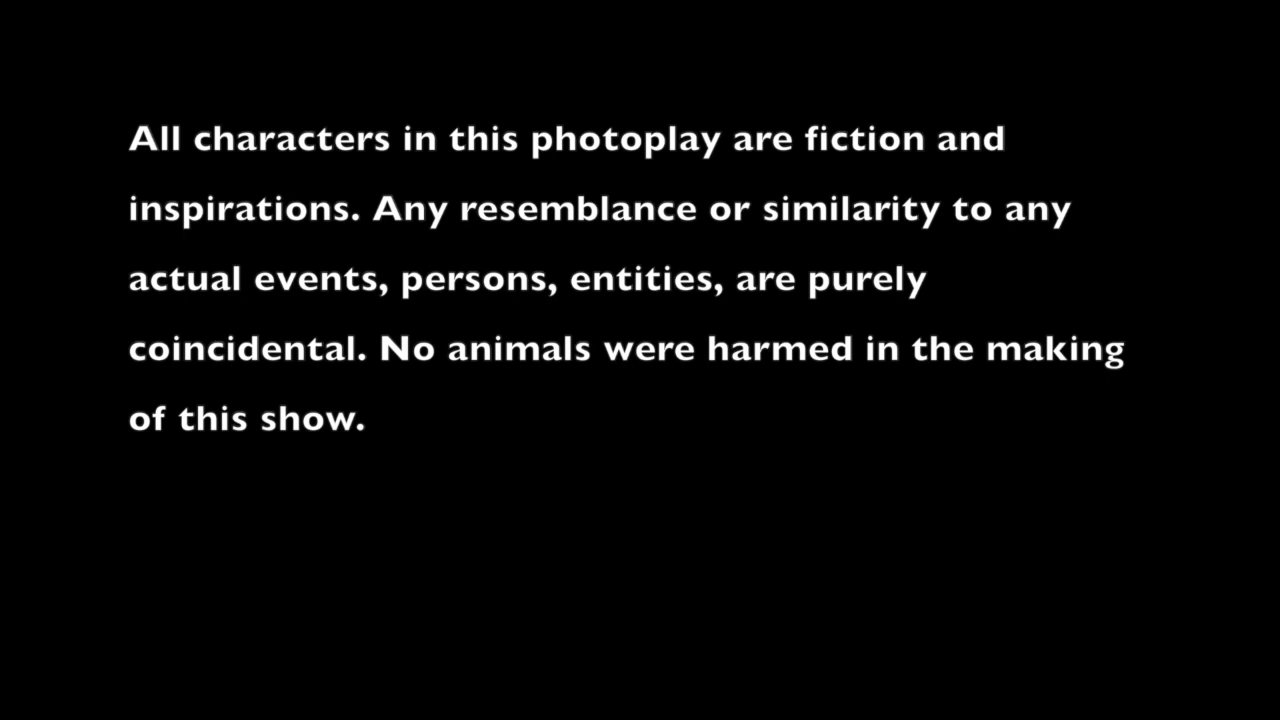 All characters in this photoplay are fiction and
inspirations. Any resemblance or similarity to any
actual events, persons, entities, are purely
coincidental. No animals were harmed in the making
of this show.